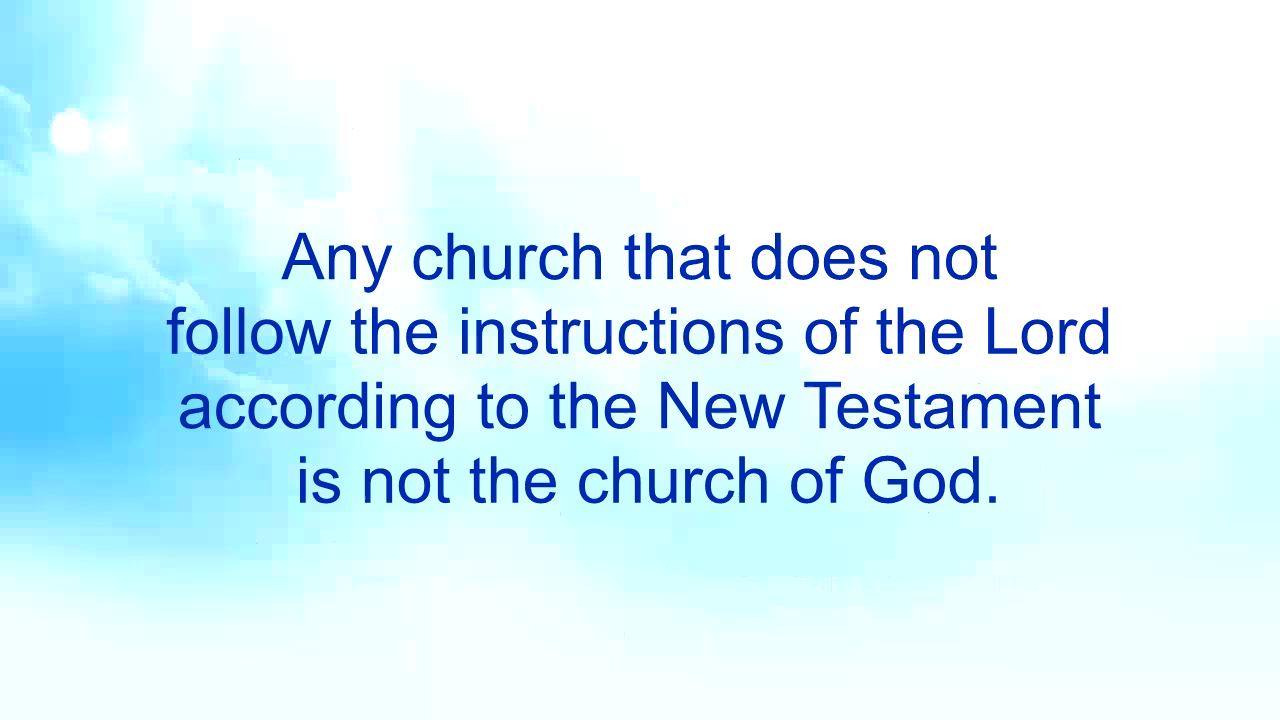 Any church that does not
follow the instructions of the Lord
according to the New Testament
is not the church of God.